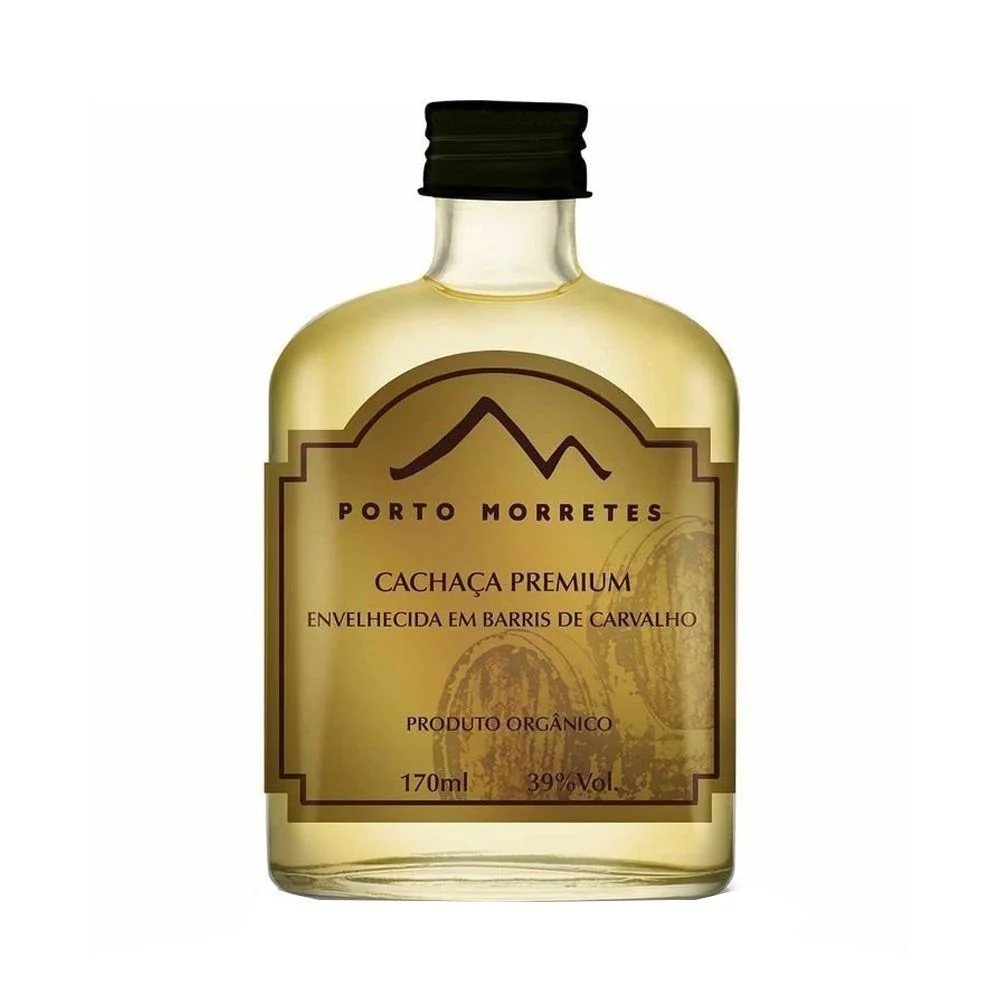 PORTO MORRETES
CACHAÇA PREMIUM
ENVELHECIDA EM BARRIS DE CARVALHO
PRODUTO ORGÂNICO
170ml 39%Vol.